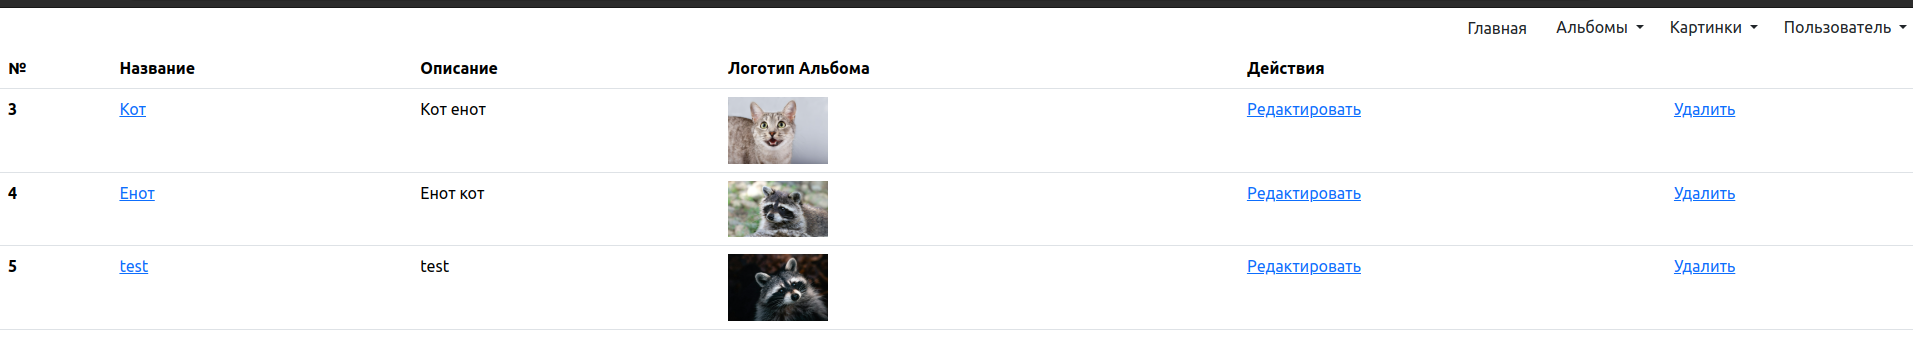 Главная Альбомы Картинки Пользователь
№ Название Описание Логотип Альбома Действия
3 Кот Кот енот Редактировать Удалить
4 Енот Енот кот Редактировать Удалить
5 test test Редактировать Удалить